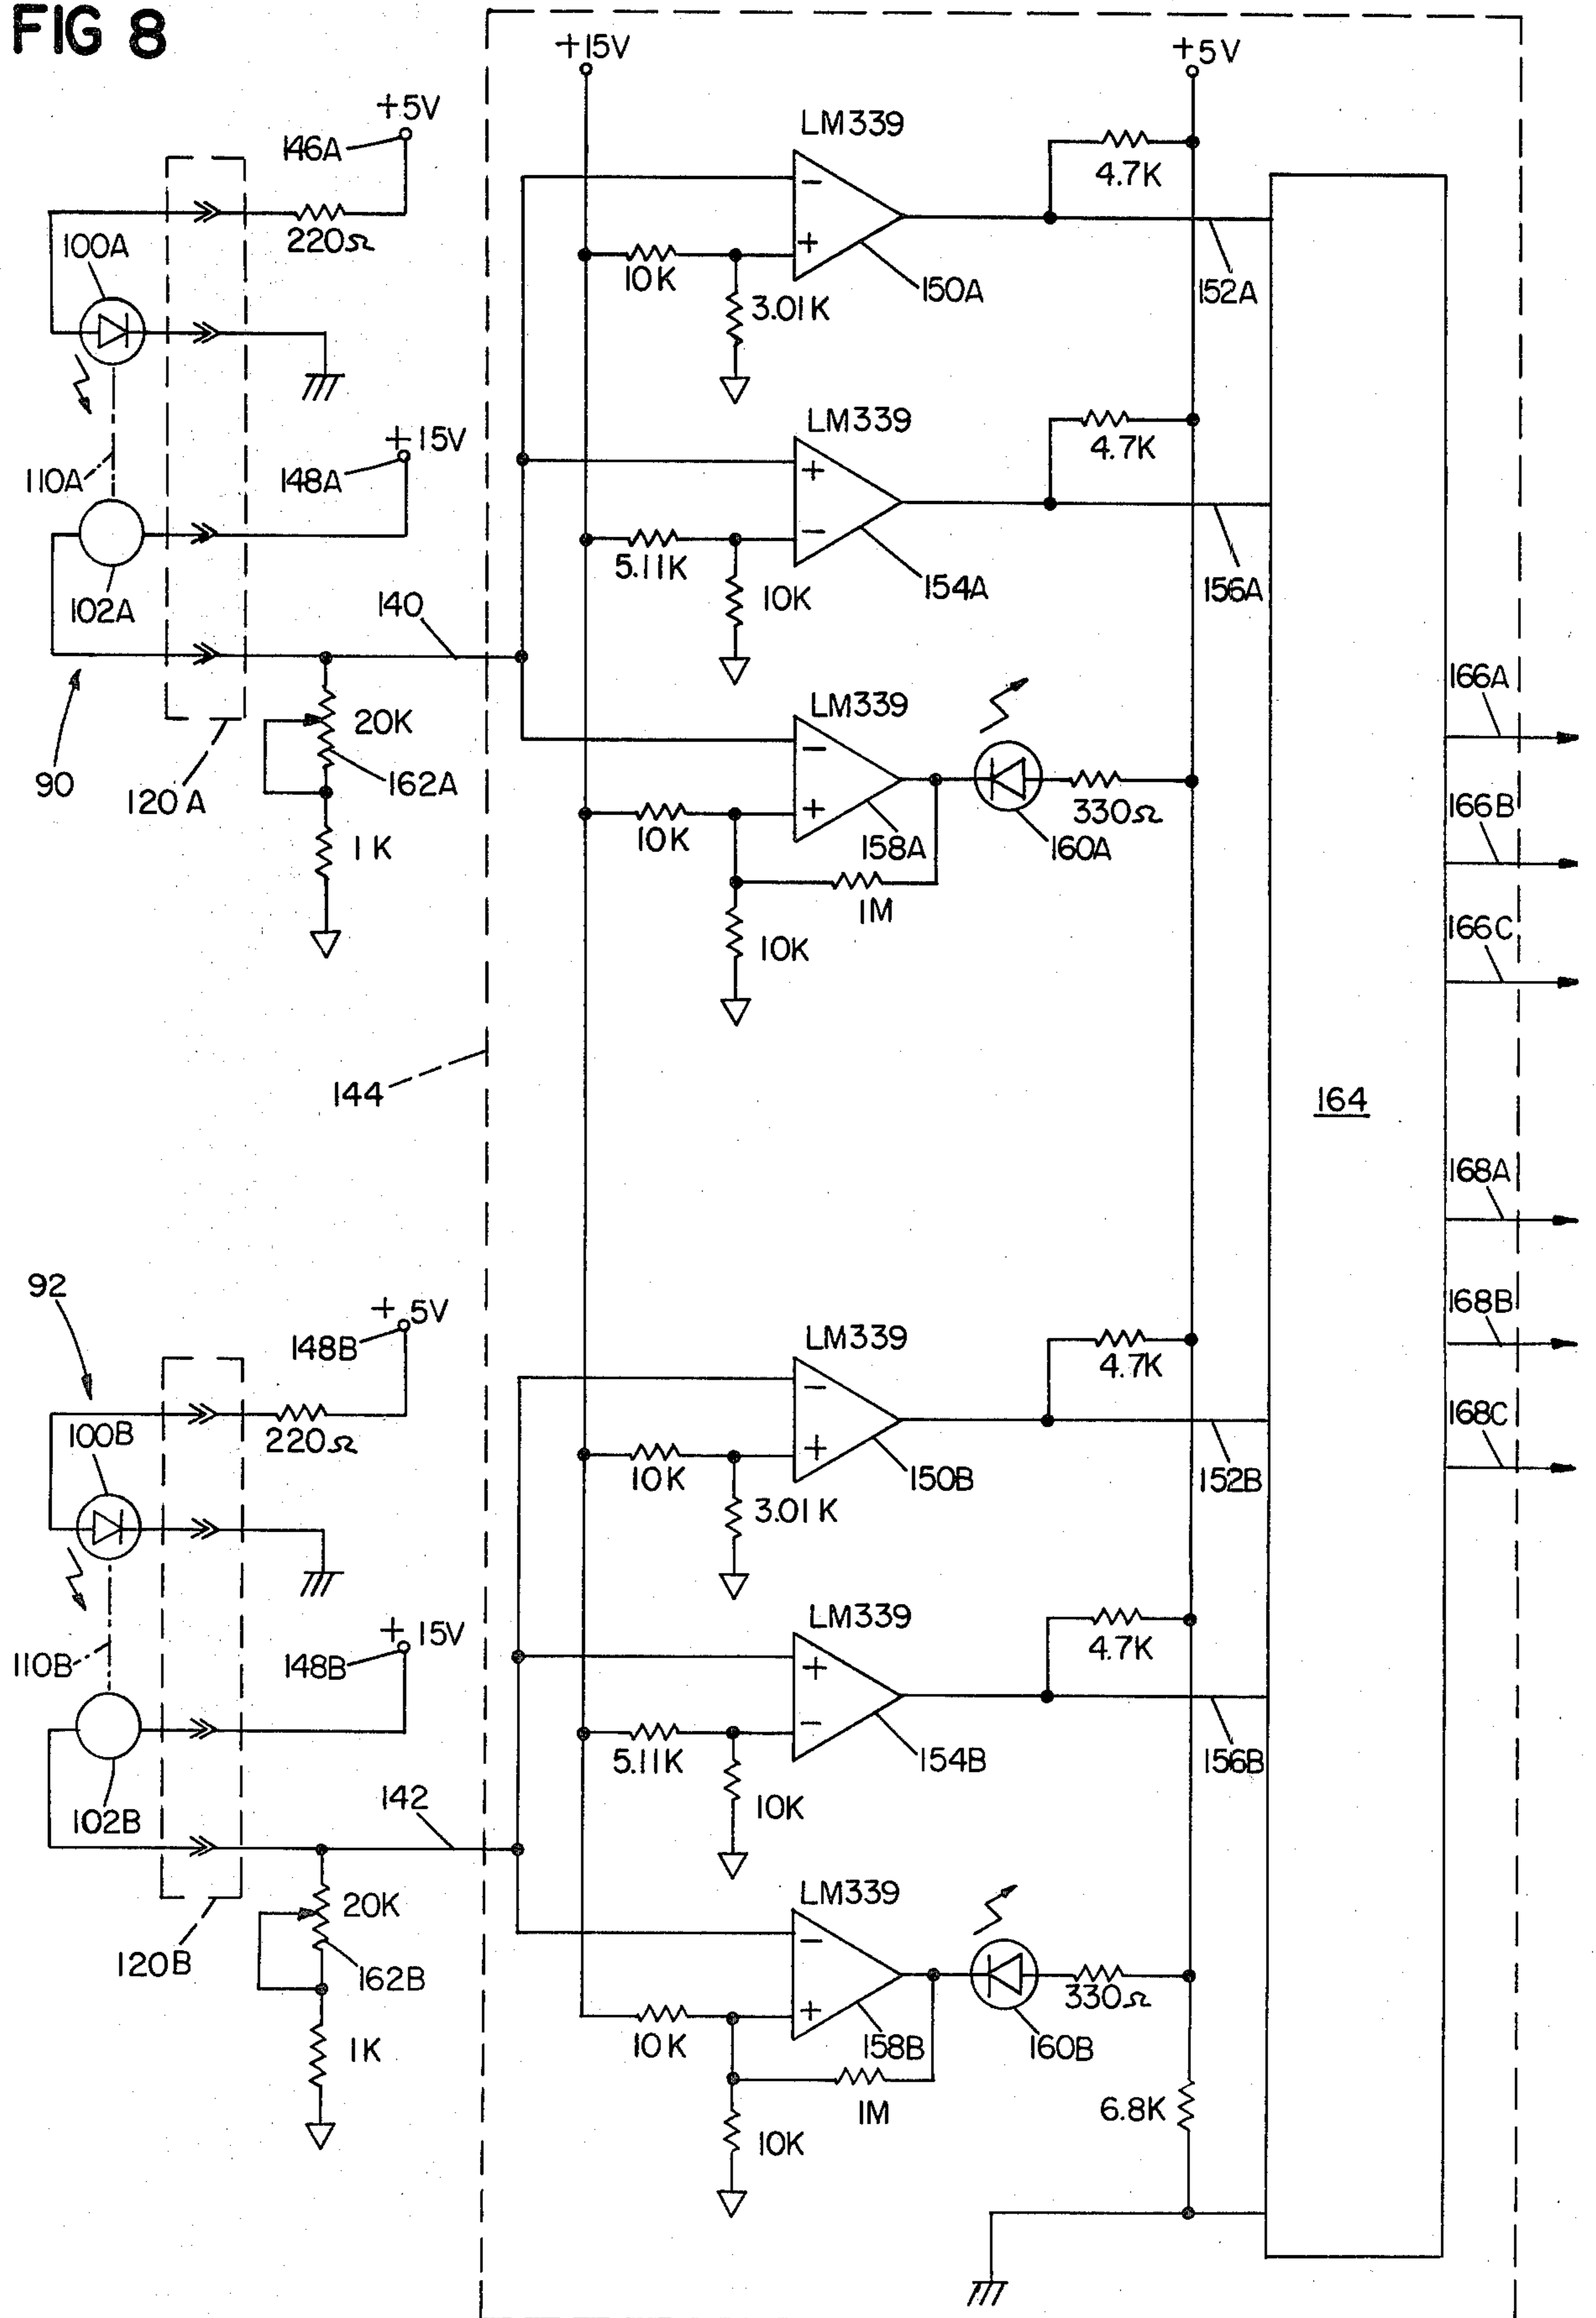 FIG 8
+15V
+5V
+5V
146A
LM339
4.7K
220Ω
100A
10K
3.01K
150A
152A
+15V
148A
110A
LM339
4.7K
5.11K
10K
154A
156A
102A
140
90
120A
20K
162A
1K
LM339
10K
158A
160A
330Ω
1M
10K
166A
166B
166C
144
164
168A
168B
168C
92
+5V
148B
LM339
4.7K
220Ω
100B
10K
3.01K
150B
152B
+15V
148B
110B
LM339
4.7K
5.11K
10K
154B
156B
102B
142
120B
20K
162B
1K
LM339
10K
158B
160B
330Ω
1M
10K
6.8K